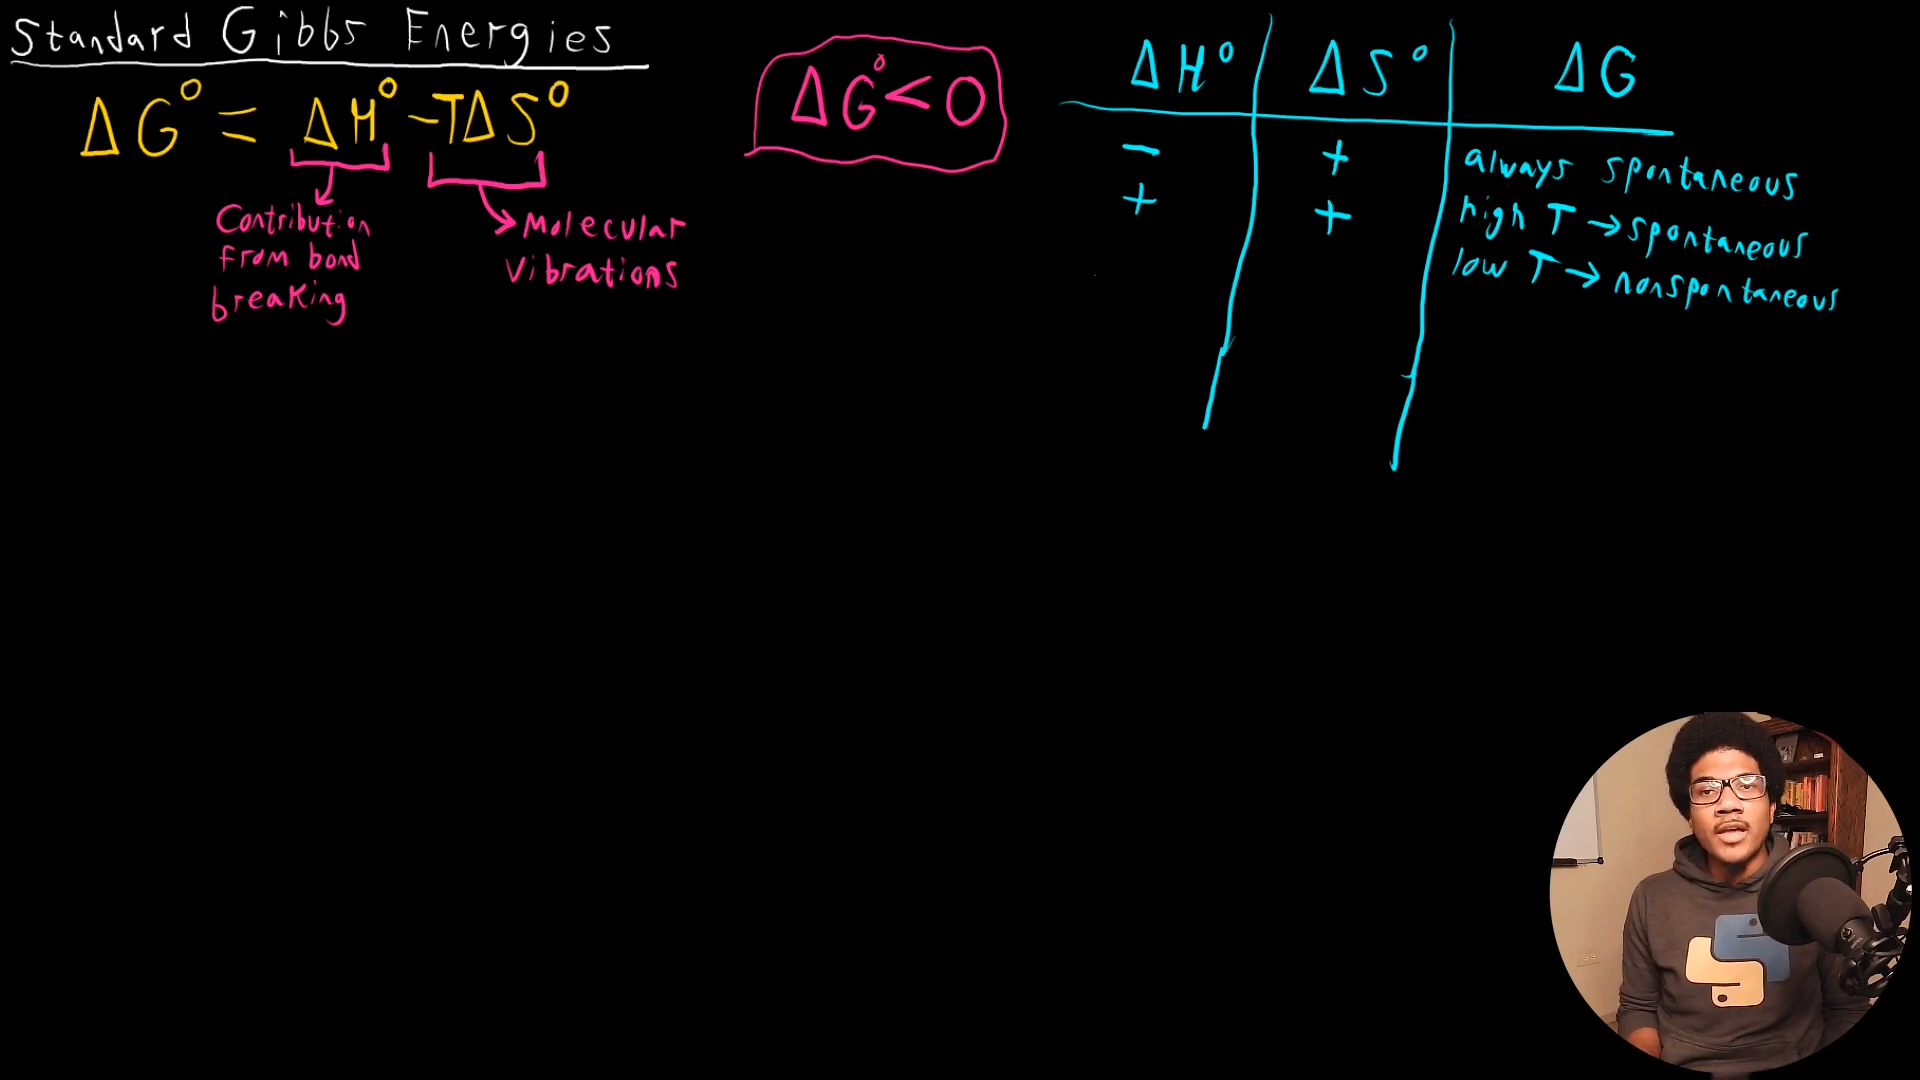 Standard Gibbs Energies
ΔG° = ΔH° - TΔS°
Contribution
from bond
breaking
Molecular
Vibrations
ΔG° < 0
ΔH° ΔS° ΔG
- + always spontaneous
+ + high T → spontaneous
low T → nonspontaneous